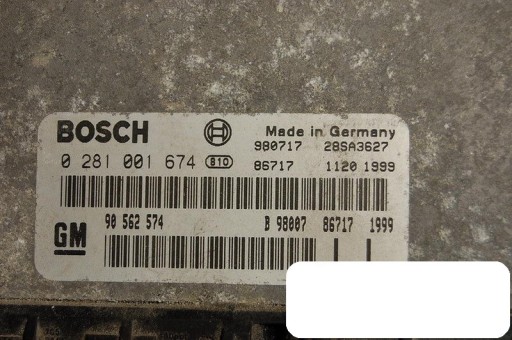 BOSCH Made in Germany
980717 28SA3627
0 281 001 674 810 86717 1120 1999
GM 90 562 574 B 98007 86717 1999